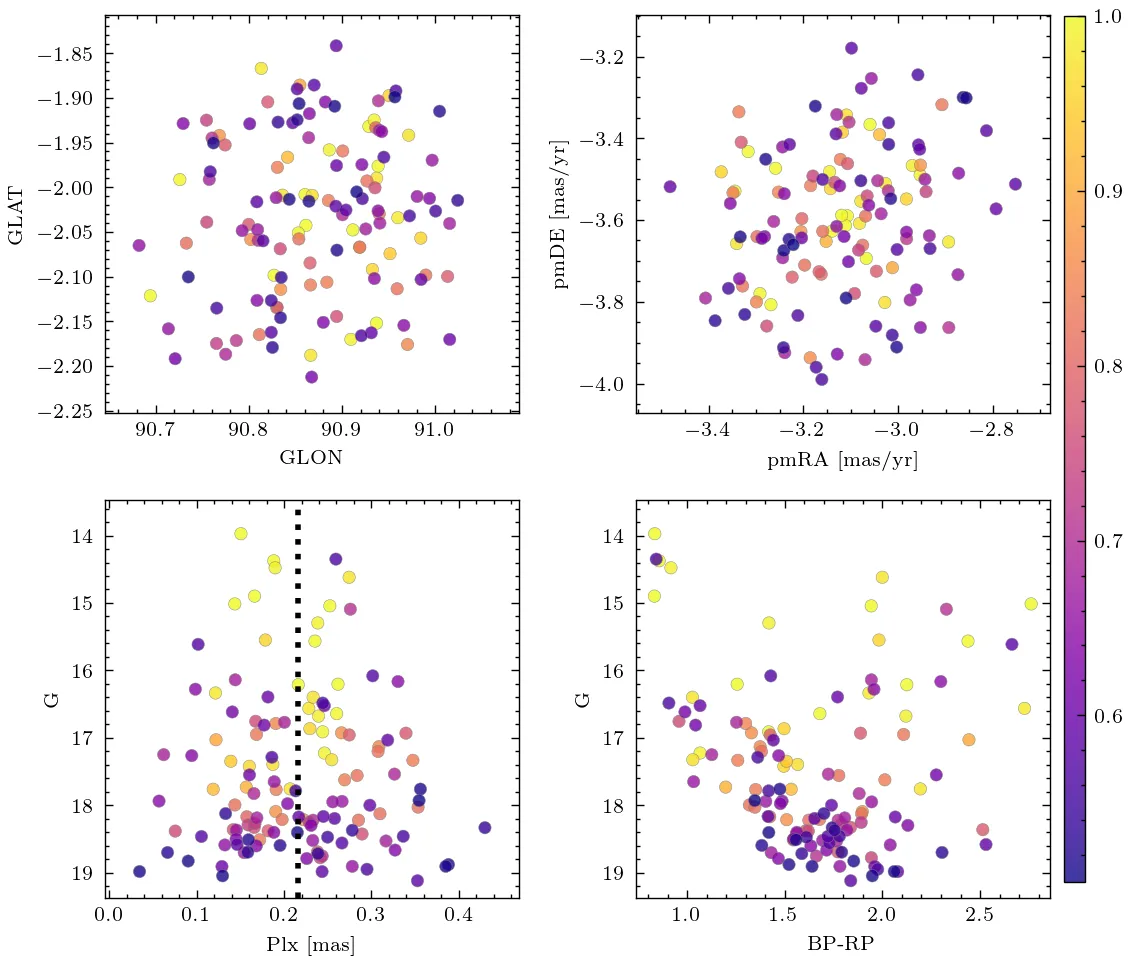 −1.85
−1.90
−1.95
−2.00
−2.05
−2.10
−2.15
−2.20
−2.25
GLAT
90.7 90.8 90.9 91.0
GLON
−3.2
−3.4
−3.6
−3.8
−4.0
pmDE [mas/yr]
−3.4 −3.2 −3.0 −2.8
pmRA [mas/yr]
1.0
0.9
0.8
0.7
0.6
14
15
16
17
18
19
G
0.0 0.1 0.2 0.3 0.4
Plx [mas]
14
15
16
17
18
19
G
1.0 1.5 2.0 2.5
BP-RP